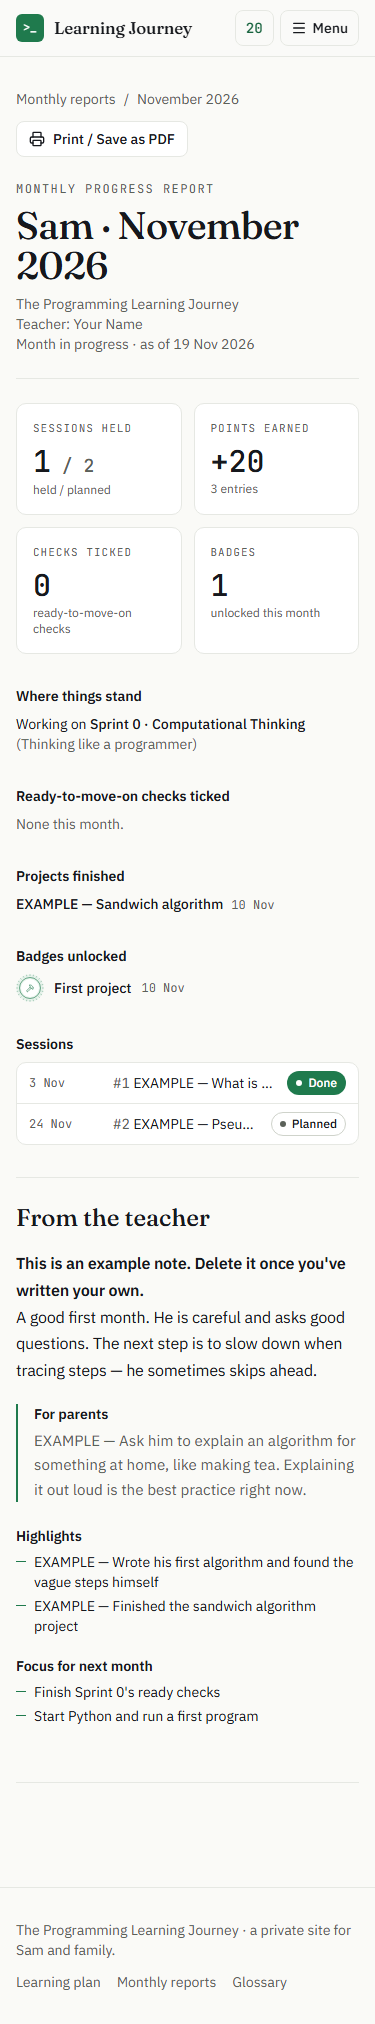 >_ Learning Journey 20 ☰ Menu
Monthly reports / November 2026
Print / Save as PDF
MONTHLY PROGRESS REPORT
Sam · November
2026
The Programming Learning Journey
Teacher: Your Name
Month in progress · as of 19 Nov 2026
SESSIONS HELD
1 / 2
held / planned
POINTS EARNED
+20
3 entries
CHECKS TICKED
0
ready-to-move-on
checks
BADGES
1
unlocked this month
Where things stand
Working on Sprint 0 · Computational Thinking
(Thinking like a programmer)
Ready-to-move-on checks ticked
None this month.
Projects finished
EXAMPLE — Sandwich algorithm 10 Nov
Badges unlocked
First project 10 Nov
Sessions
3 Nov #1 EXAMPLE — What is ... Done
24 Nov #2 EXAMPLE — Pseu... Planned
From the teacher
This is an example note. Delete it once you've
written your own.
A good first month. He is careful and asks good
questions. The next step is to slow down when
tracing steps — he sometimes skips ahead.
For parents
EXAMPLE — Ask him to explain an algorithm for
something at home, like making tea. Explaining
it out loud is the best practice right now.
Highlights
— EXAMPLE — Wrote his first algorithm and found the
vague steps himself
— EXAMPLE — Finished the sandwich algorithm
project
Focus for next month
— Finish Sprint 0's ready checks
— Start Python and run a first program
The Programming Learning Journey · a private site for
Sam and family.
Learning plan Monthly reports Glossary